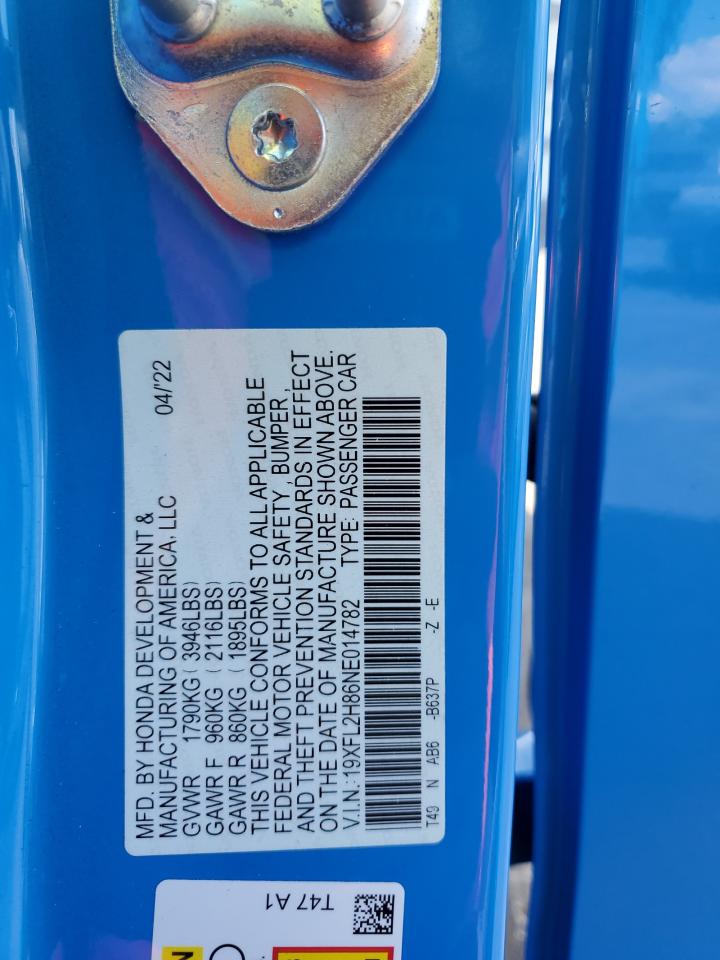 MFD. BY HONDA DEVELOPMENT & 04/'22
MANUFACTURING OF AMERICA, LLC
GVWR 1790KG ( 3946LBS)
GAWR F 960KG ( 2116LBS)
GAWR R 860KG ( 1895LBS)
THIS VEHICLE CONFORMS TO ALL APPLICABLE
FEDERAL MOTOR VEHICLE SAFETY, BUMPER,
AND THEFT PREVENTION STANDARDS IN EFFECT
ON THE DATE OF MANUFACTURE SHOWN ABOVE.
V.I.N.:19XFL2H86NE014782 TYPE: PASSENGER CAR
T49 N AB6 -B637P -Z -E
T47 A1